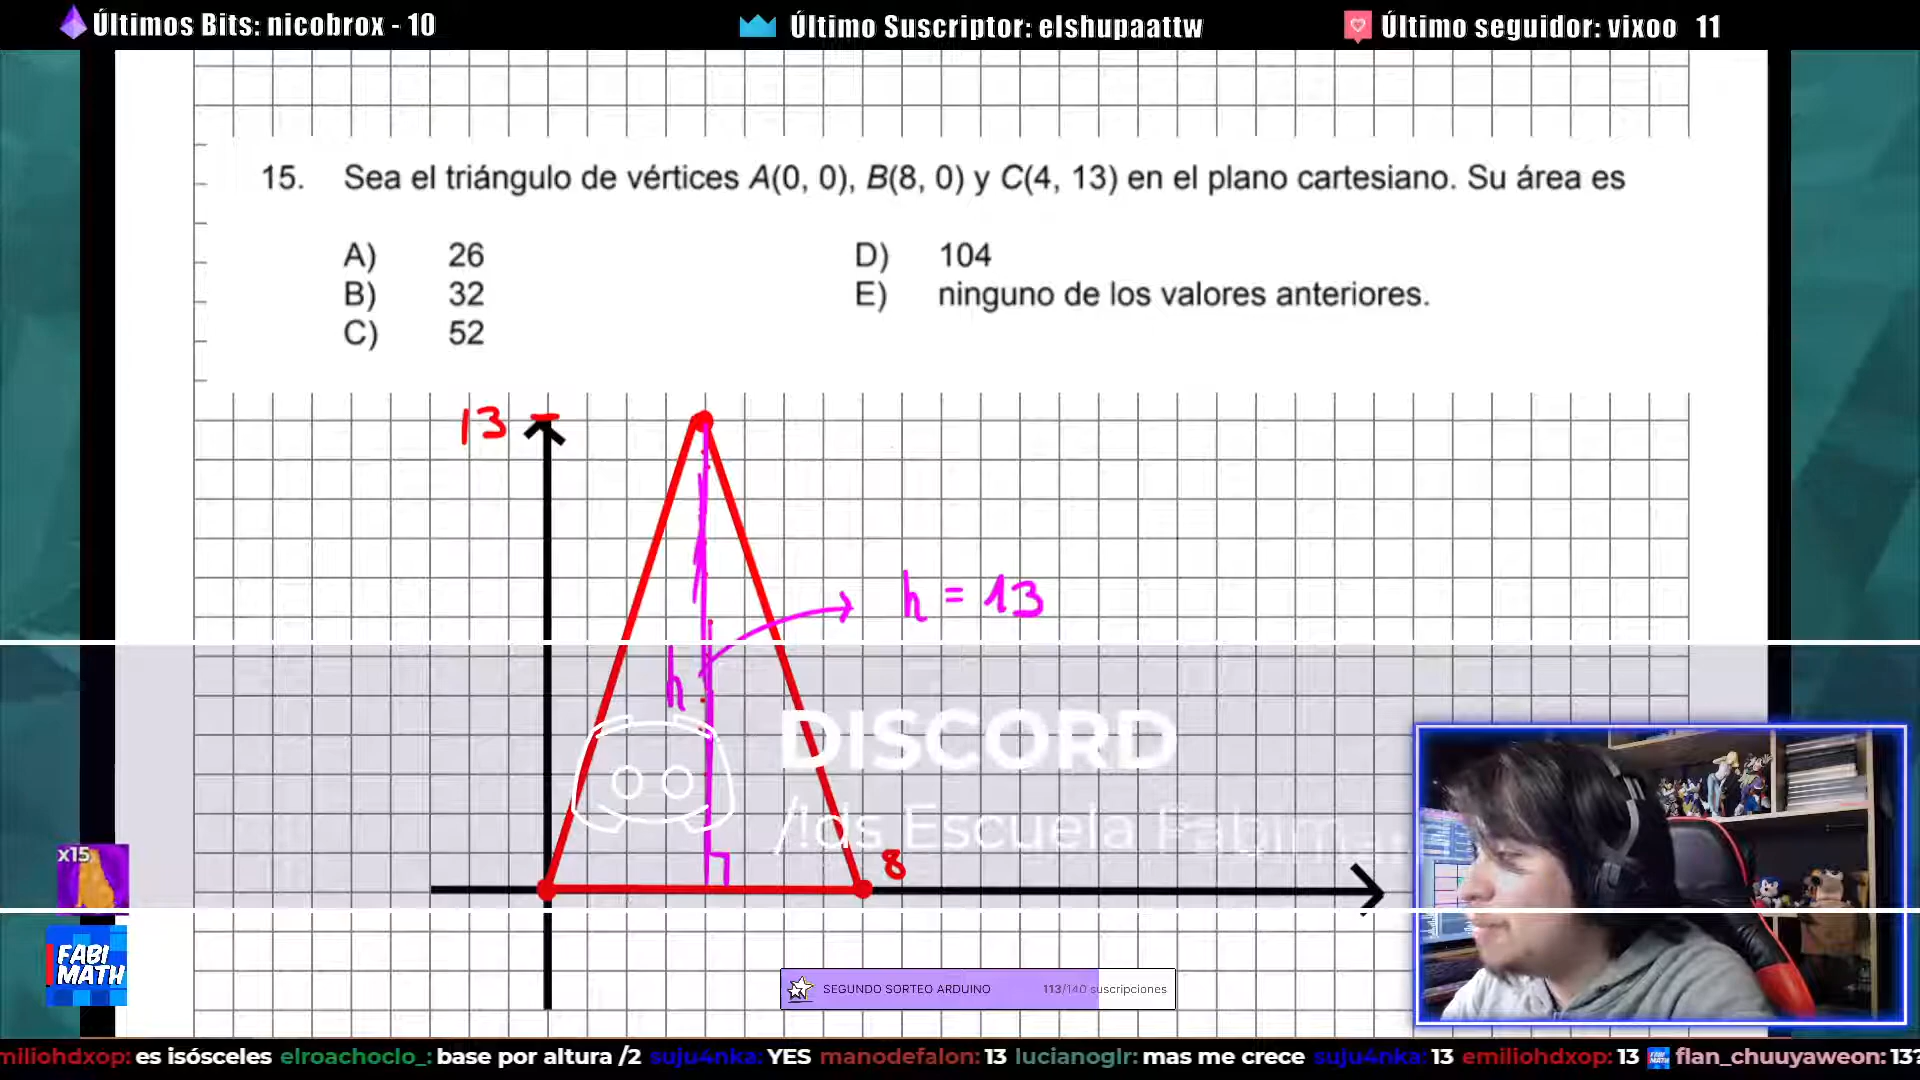 Últimos Bits: nicobrox - 10
Último Suscriptor: elshupaattw
Último seguidor: vixoo 11
15. Sea el triángulo de vértices A(0, 0), B(8, 0) y C(4, 13) en el plano cartesiano. Su área es
A) 26
B) 32
C) 52
D) 104
E) ninguno de los valores anteriores.
13
h = 13
h
DISCORD
/!ds Escuela Fabimat
8
x15
FABI
MATH
SEGUNDO SORTEO ARDUINO 113/140 suscripciones
miliohdxop: es isósceles elroachoclo_: base por altura /2 suju4nka: YES manodefalon: 13 lucianoglr: mas me crece suju4nka: 13 emiliohdxop: 13 flan_chuuyaweon: 13?